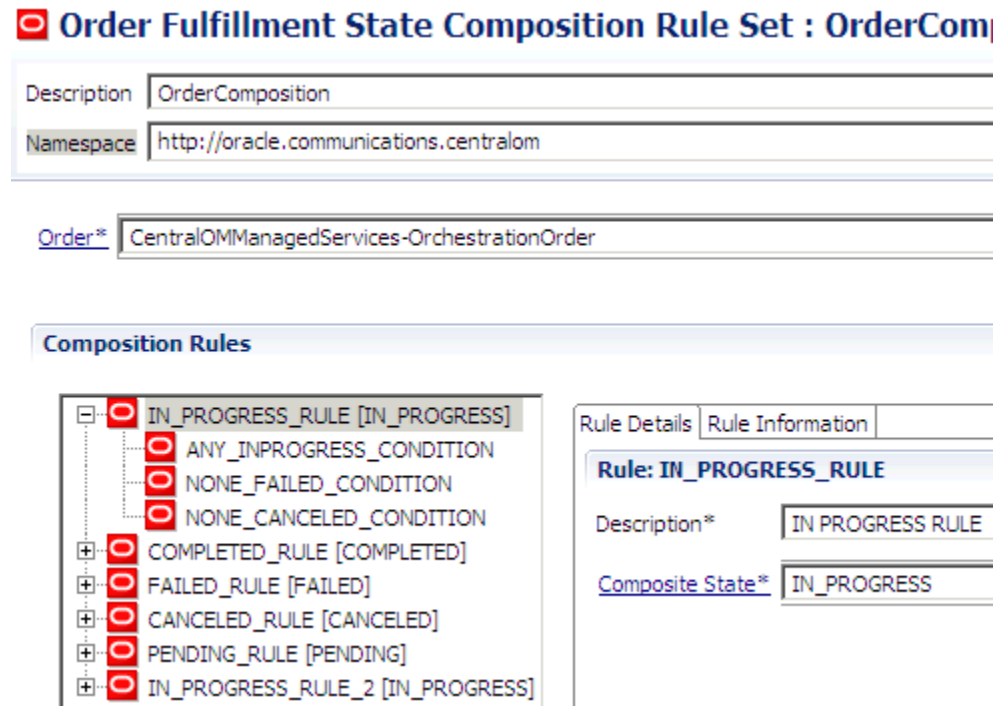 Order Fulfillment State Composition Rule Set : OrderCom
Description OrderComposition
Namespace http://oracle.communications.centralom
Order* CentralOMManagedServices-OrchestrationOrder
Composition Rules
IN_PROGRESS_RULE [IN_PROGRESS]
ANY_INPROGRESS_CONDITION
NONE_FAILED_CONDITION
NONE_CANCELED_CONDITION
COMPLETED_RULE [COMPLETED]
FAILED_RULE [FAILED]
CANCELED_RULE [CANCELED]
PENDING_RULE [PENDING]
IN_PROGRESS_RULE_2 [IN_PROGRESS]
Rule Details Rule Information
Rule: IN_PROGRESS_RULE
Description* IN PROGRESS RULE
Composite State* IN_PROGRESS